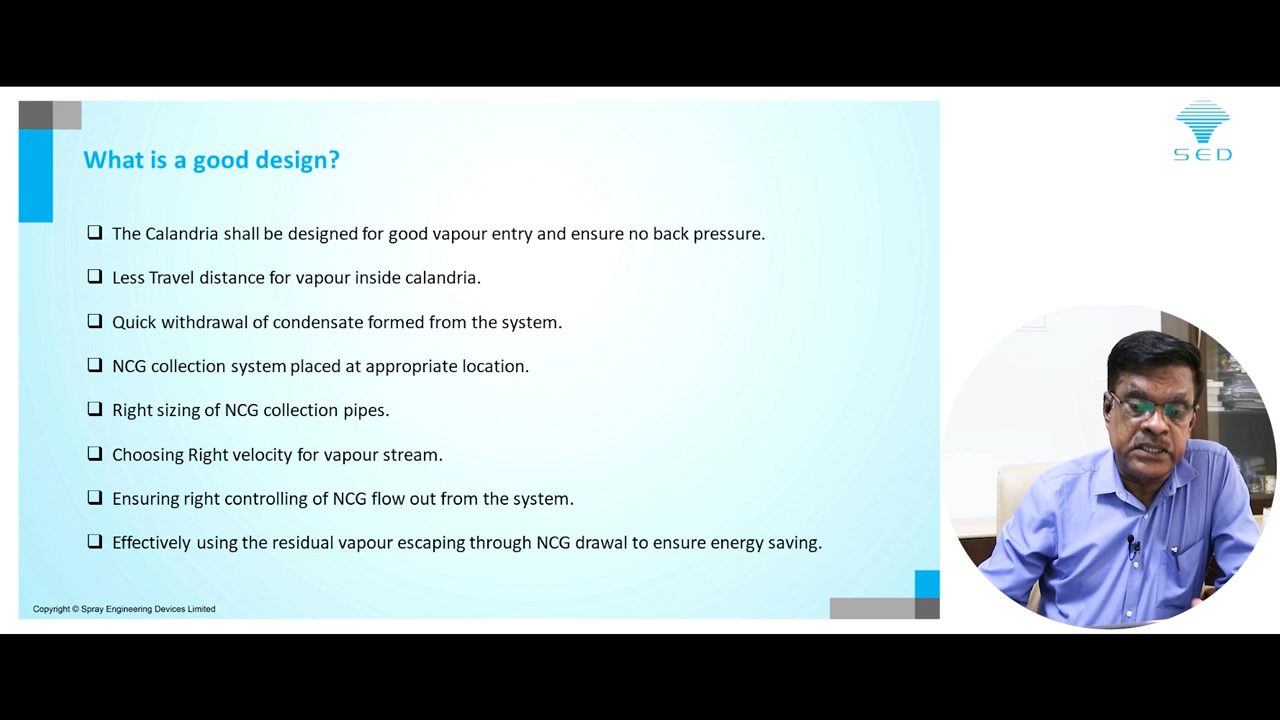 What is a good design?
The Calandria shall be designed for good vapour entry and ensure no back pressure.
Less Travel distance for vapour inside calandria.
Quick withdrawal of condensate formed from the system.
NCG collection system placed at appropriate location.
Right sizing of NCG collection pipes.
Choosing Right velocity for vapour stream.
Ensuring right controlling of NCG flow out from the system.
Effectively using the residual vapour escaping through NCG drawal to ensure energy saving.
Copyright © Spray Engineering Devices Limited
SED